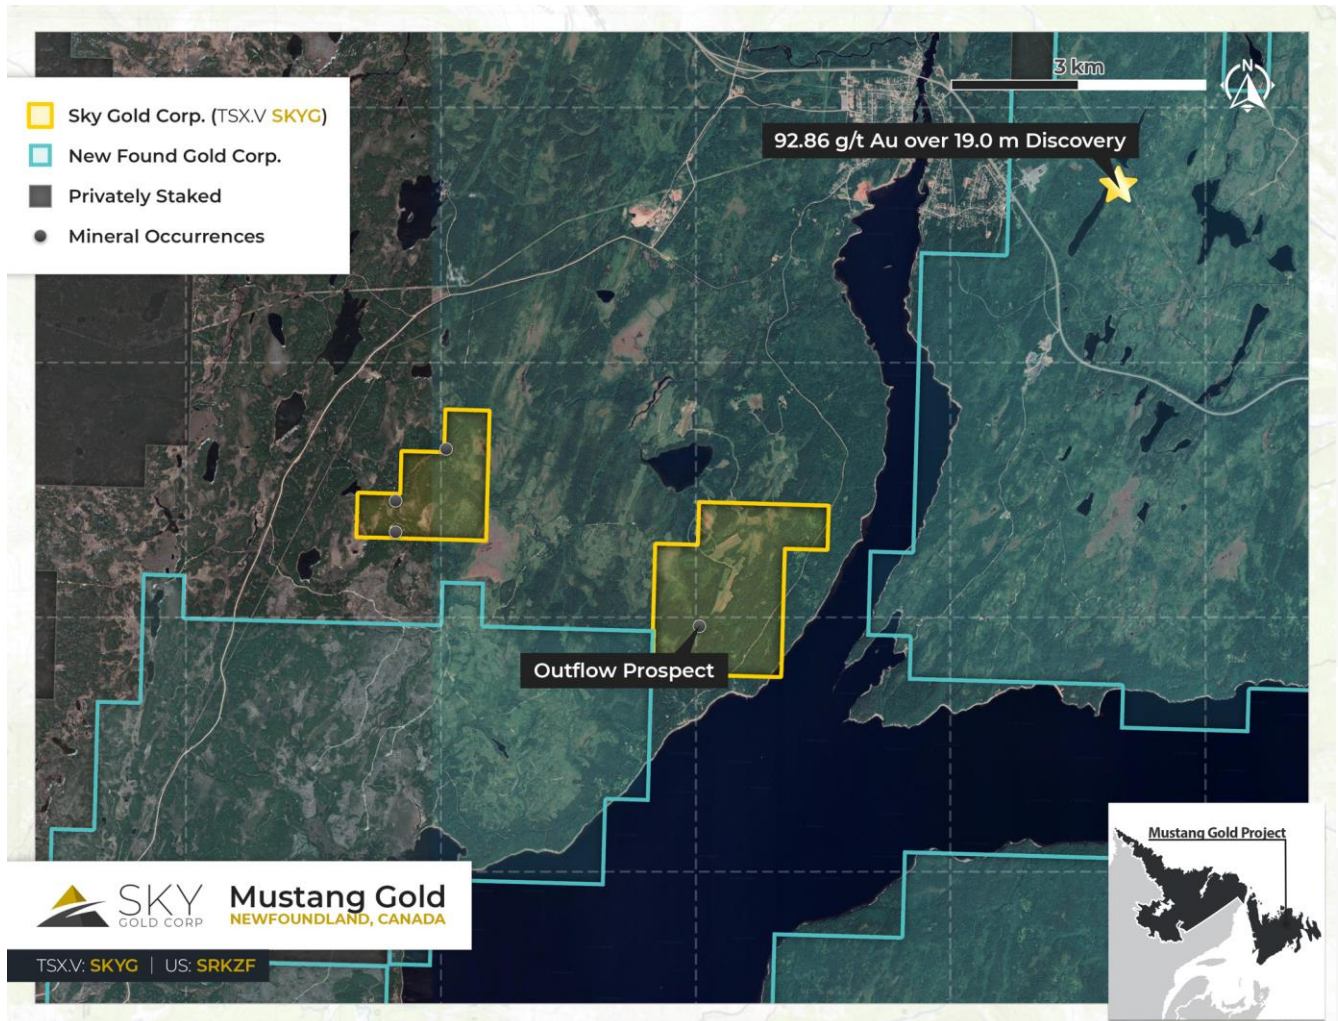 Sky Gold Corp. (TSX.V SKYG)
New Found Gold Corp.
Privately Staked
Mineral Occurrences
3 km
N
92.86 g/t Au over 19.0 m Discovery
Outflow Prospect
Mustang Gold Project
SKY
GOLD CORP
Mustang Gold
NEWFOUNDLAND, CANADA
TSX.V: SKYG | US: SRKZF